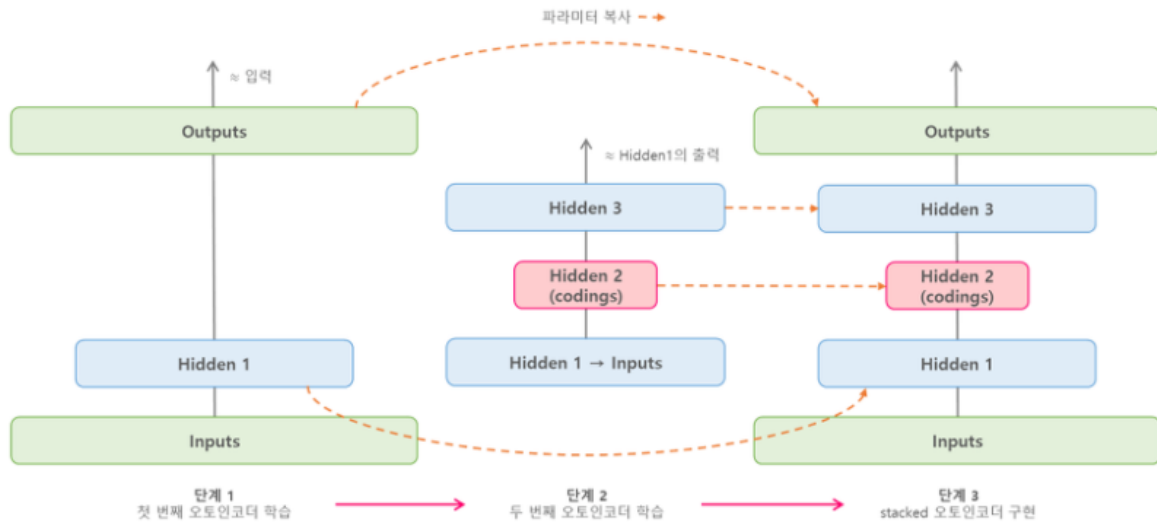 파라미터 복사
≈ 입력
Outputs
Hidden 1
Inputs
≈ Hidden1의 출력
Hidden 3
Hidden 2
(codings)
Hidden 1 → Inputs
Outputs
Hidden 3
Hidden 2
(codings)
Hidden 1
Inputs
단계 1
첫 번째 오토인코더 학습
단계 2
두 번째 오토인코더 학습
단계 3
stacked 오토인코더 구현